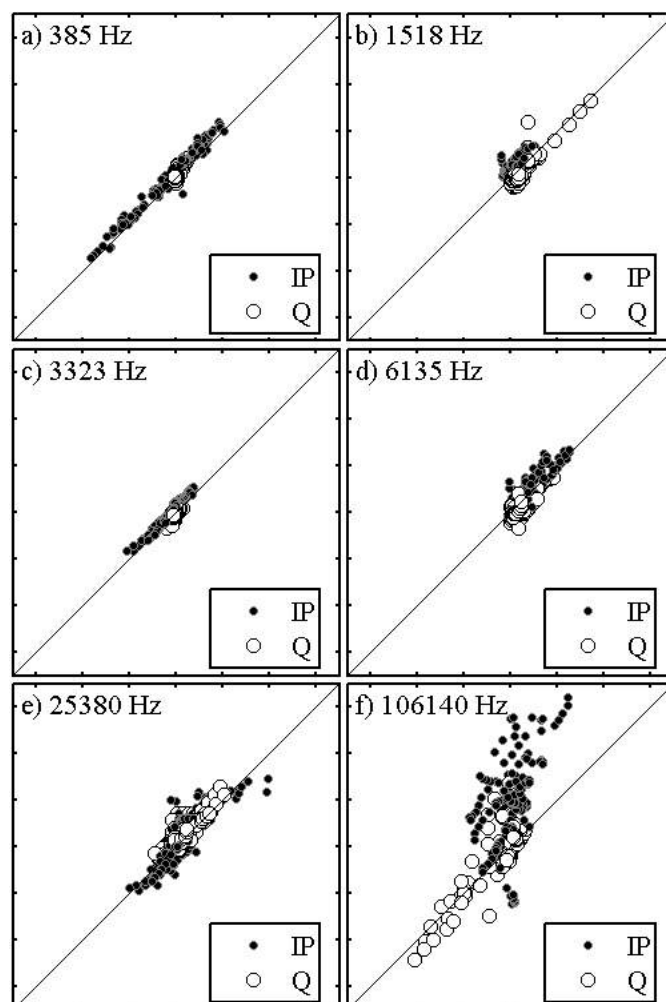 a) 385 Hz
IP
Q
b) 1518 Hz
IP
Q
c) 3323 Hz
IP
Q
d) 6135 Hz
IP
Q
e) 25380 Hz
IP
Q
f) 106140 Hz
IP
Q